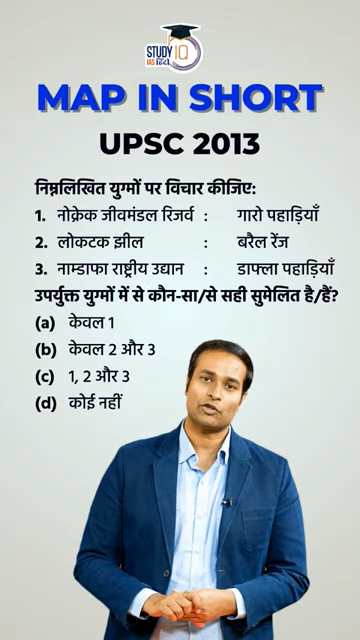 STUDY IQ
IAS हिंदी
MAP IN SHORT
UPSC 2013
निम्नलिखित युग्मों पर विचार कीजिए:
1. नोक्रेक जीवमंडल रिजर्व : गारो पहाड़ियाँ
2. लोकटक झील : बरैल रेंज
3. नाम्डाफा राष्ट्रीय उद्यान : डाफ्ला पहाड़ियाँ
उपर्युक्त युग्मों में से कौन-सा/से सही सुमेलित है/हैं?
(a) केवल 1
(b) केवल 2 और 3
(c) 1, 2 और 3
(d) कोई नहीं